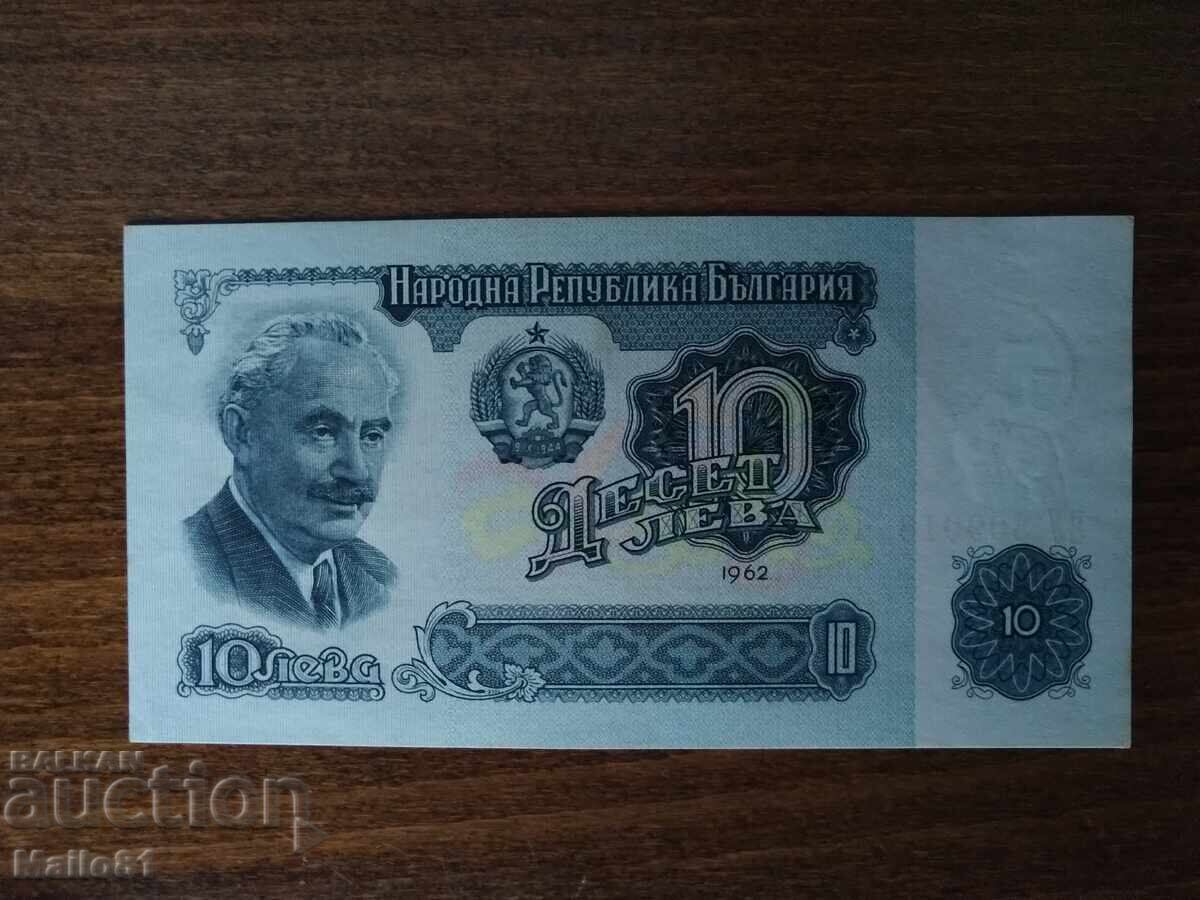 Народна Република България
10
ДЕСЕТ
ЛЕВА
1962
10 лева
10
10
BALKAN
auction
Mallo81